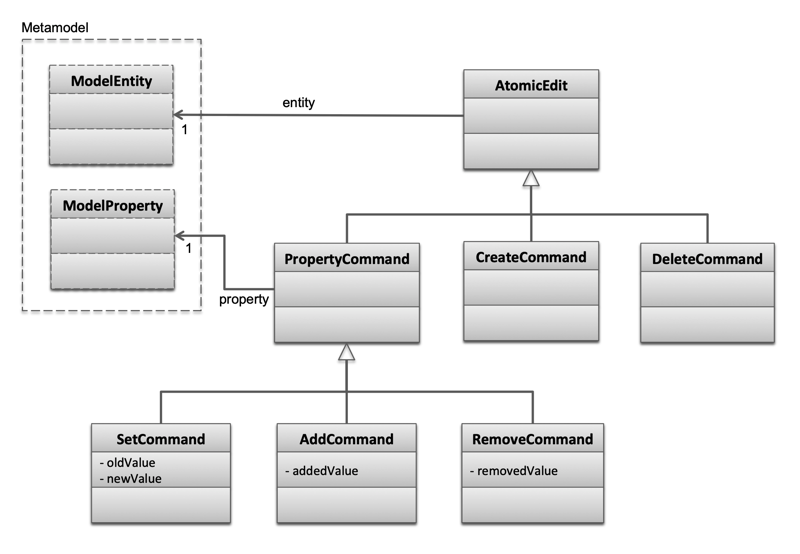 Metamodel
ModelEntity
AtomicEdit
entity
1
ModelProperty
1
PropertyCommand
CreateCommand
DeleteCommand
property
SetCommand
- oldValue
- newValue
AddCommand
- addedValue
RemoveCommand
- removedValue